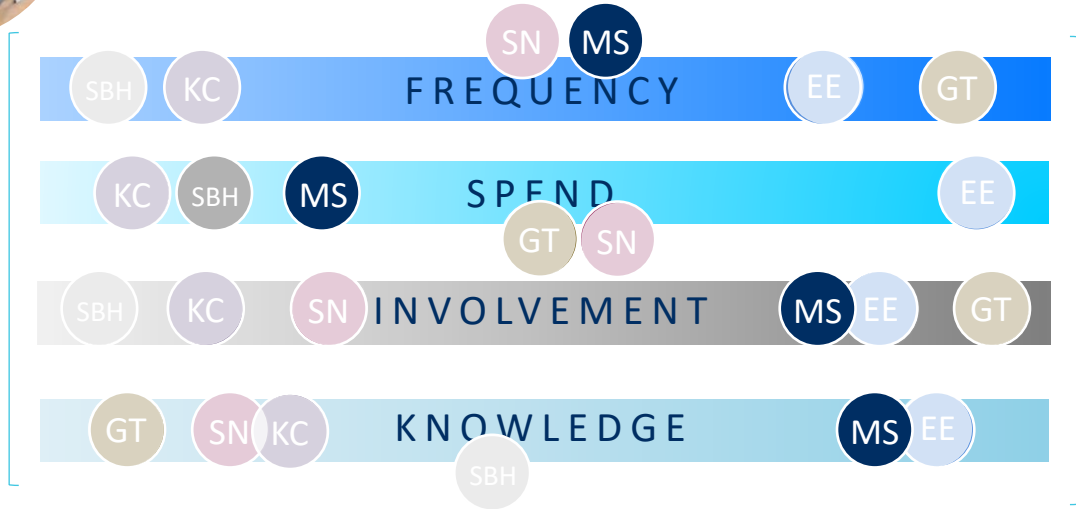 SN MS
SBH KC FREQUENCY EE GT
KC SBH MS SPEND EE
GT SN
SBH KC SN INVOLVEMENT MS EE GT
GT SN KC KNOWLEDGE MS EE
SBH